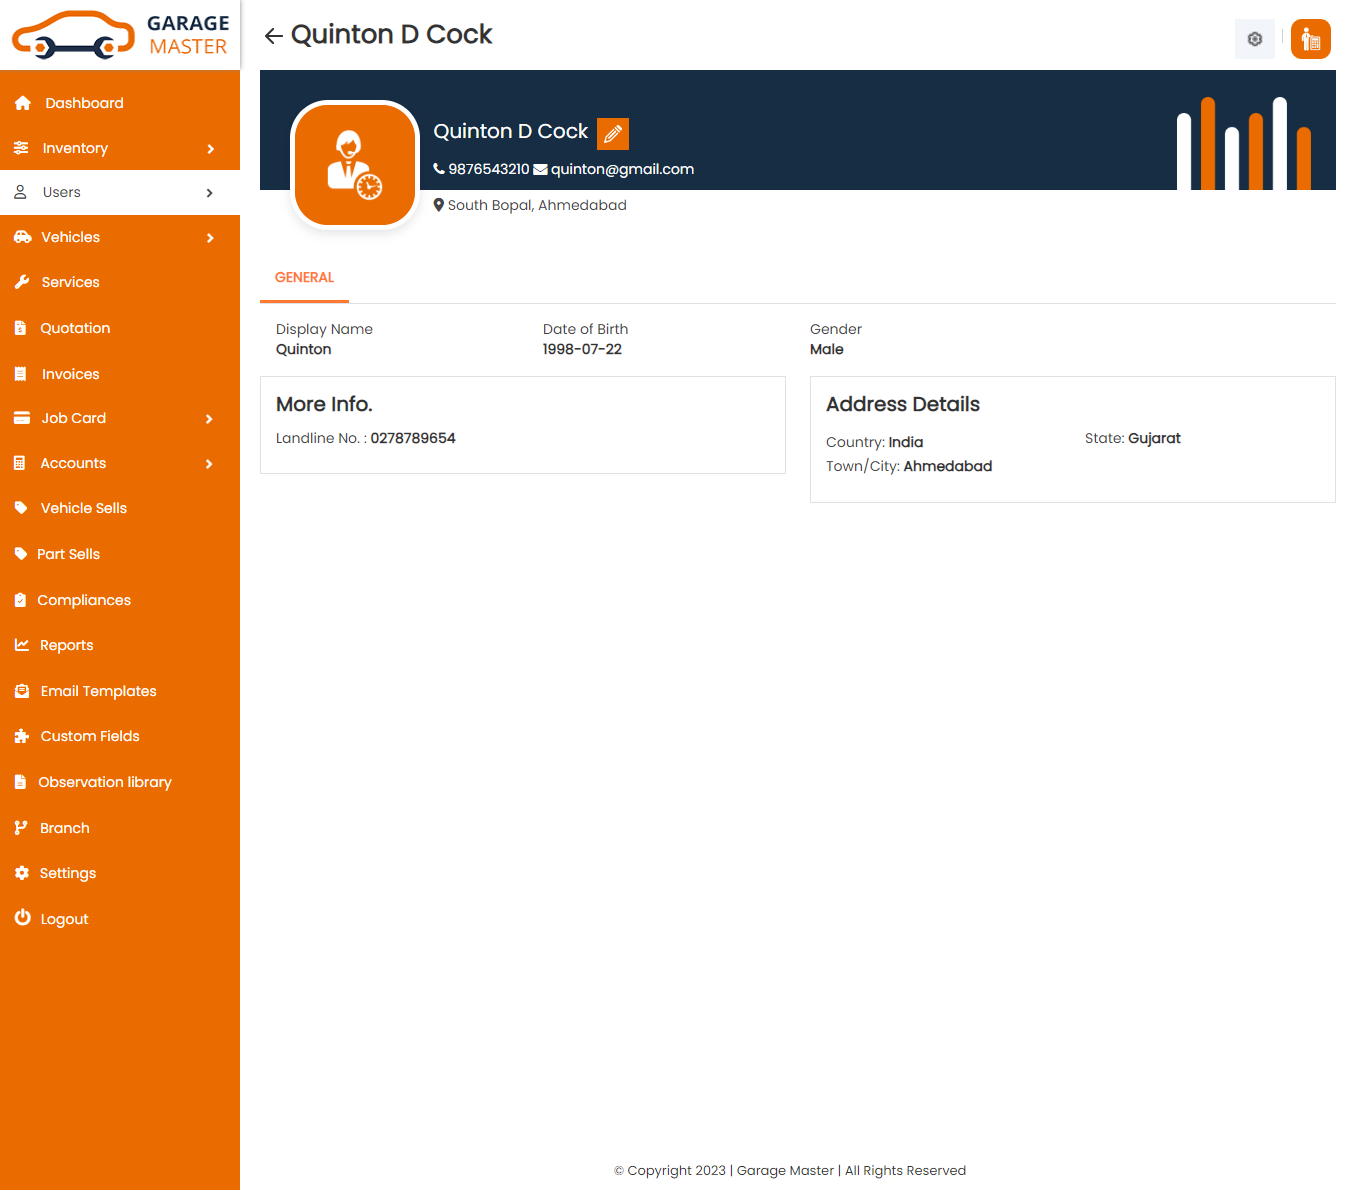 GARAGE
MASTER
Dashboard
Inventory
Users
Vehicles
Services
Quotation
Invoices
Job Card
Accounts
Vehicle Sells
Part Sells
Compliances
Reports
Email Templates
Custom Fields
Observation library
Branch
Settings
Logout
Quinton D Cock
Quinton D Cock
9876543210 quinton@gmail.com
South Bopal, Ahmedabad
GENERAL
Display Name
Quinton
Date of Birth
1998-07-22
Gender
Male
More Info.
Landline No. : 0278789654
Address Details
Country: India
State: Gujarat
Town/City: Ahmedabad
© Copyright 2023 | Garage Master | All Rights Reserved